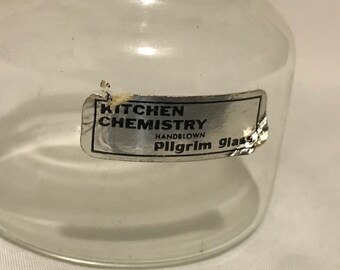 KITCHEN
CHEMISTRY
HANDBLOWN
Pilgrim glass